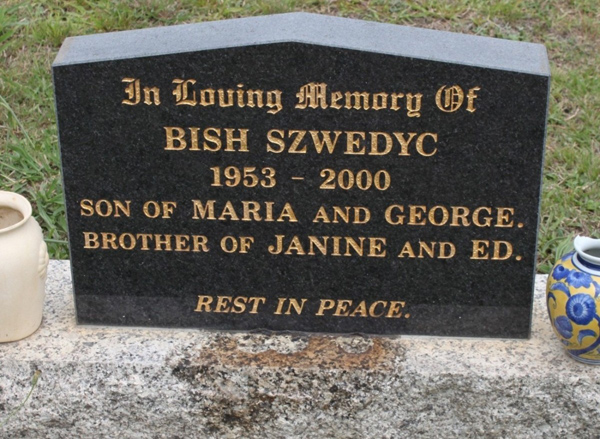 In Loving Memory Of
BISH SZWEDYC
1953 - 2000
SON OF MARIA AND GEORGE.
BROTHER OF JANINE AND ED.
REST IN PEACE.